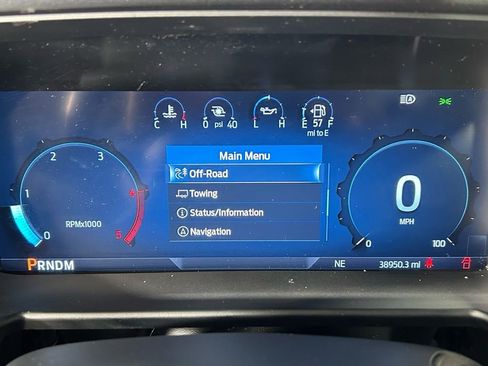 C H 0 psi 40 L H E 57 F
mi to E
Main Menu
Off-Road
Towing
Status/Information
Navigation
2 3
1 4
0 5
RPMx1000
0
MPH
0 100
PRNDM NE 38950.3 mi